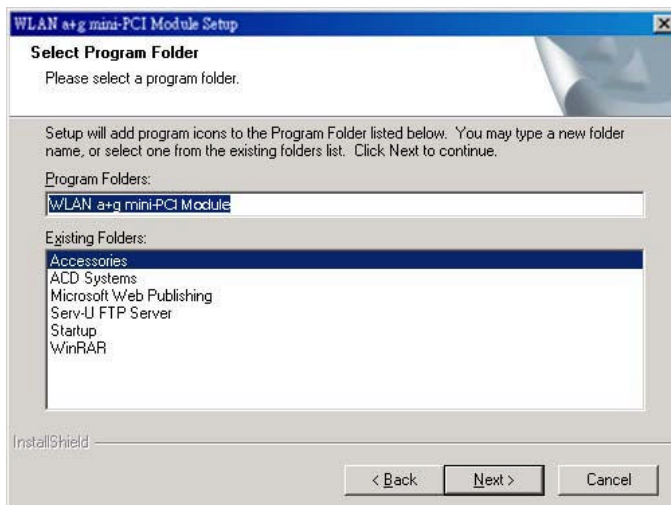 WLAN a+g mini-PCI Module Setup
Select Program Folder
Please select a program folder.
Setup will add program icons to the Program Folder listed below. You may type a new folder
name, or select one from the existing folders list. Click Next to continue.
Program Folders:
WLAN a+g mini-PCI Module
Existing Folders:
Accessories
ACD Systems
Microsoft Web Publishing
Serv-U FTP Server
Startup
WinRAR
InstallShield
< Back
Next >
Cancel